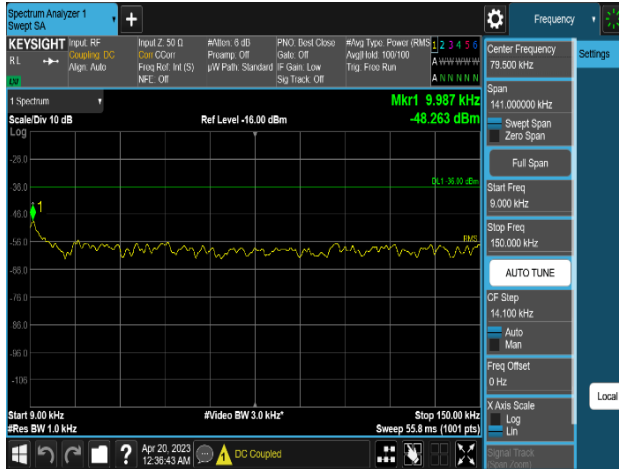 Spectrum Analyzer 1
Swept SA
+
Frequency
Settings
KEYSIGHT
R L
Input: RF
Coupling: DC
Align: Auto
Input Z: 50 Ω
Corr CCorr
Freq Ref: Int (S)
NFE: Off
#Atten: 6 dB
Preamp: Off
µW Path: Standard
PNO: Best Close
Gate: Off
IF Gain: Low
Sig Track: Off
#Avg Type: Power (RMS
Avg|Hold: 100/100
Trig: Free Run
1 2 3 4 5 6
A W W W W W
A N N N N N
1 Spectrum
Scale/Div 10 dB
Log
Ref Level -16.00 dBm
Mkr1 9.987 kHz
-48.263 dBm
-26.0
-36.0
-46.0
-56.0
-66.0
-76.0
-86.0
-96.0
-106
DL1 -36.00 dBm
1
RMS
Start 9.00 kHz
#Res BW 1.0 kHz
#Video BW 3.0 kHz*
Stop 150.00 kHz
Sweep 55.8 ms (1001 pts)
Center Frequency
79.500 kHz
Span
141.000000 kHz
Swept Span
Zero Span
Full Span
Start Freq
9.000 kHz
Stop Freq
150.000 kHz
AUTO TUNE
CF Step
14.100 kHz
Auto
Man
Freq Offset
0 Hz
X Axis Scale
Log
Lin
Signal Track
(Span Zoom)
Local
?
Apr 20, 2023
12:36:43 AM
DC Coupled